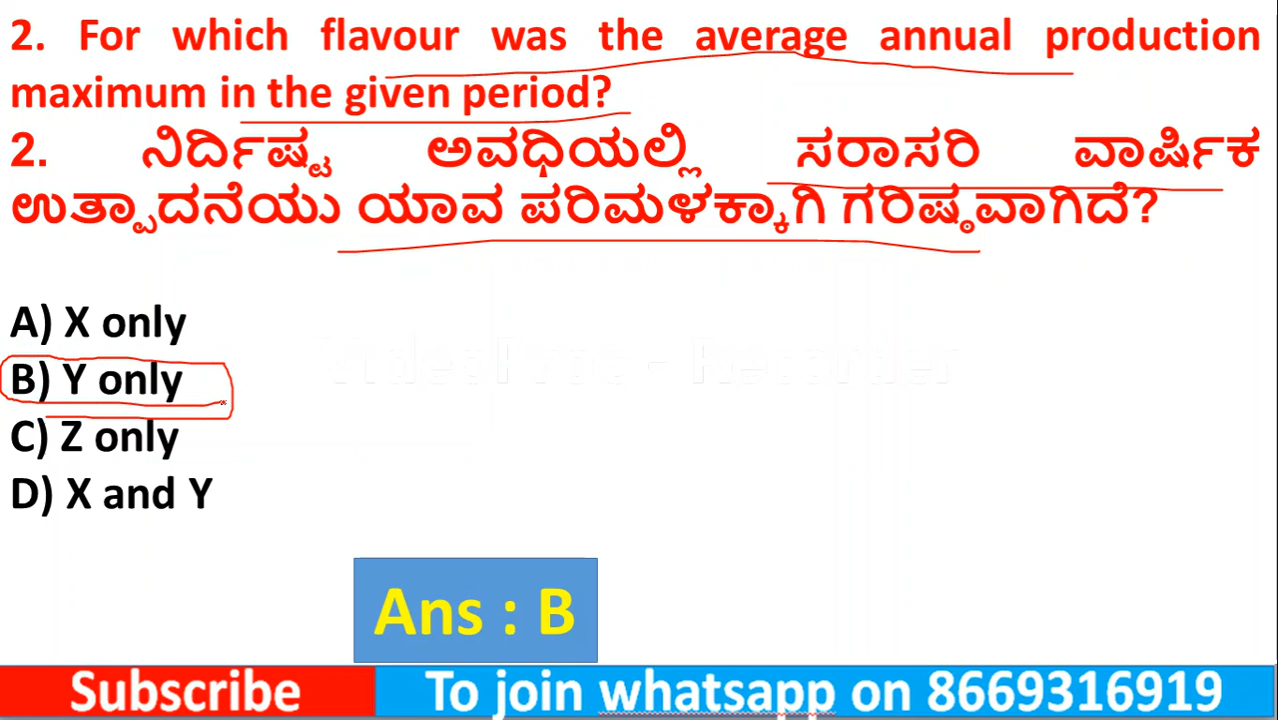 2. For which flavour was the average annual production
maximum in the given period?
2. ನಿರ್ದಿಷ್ಟ ಅವಧಿಯಲ್ಲಿ ಸರಾಸರಿ ವಾರ್ಷಿಕ
ಉತ್ಪಾದನೆಯು ಯಾವ ಪರಿಮಳಕ್ಕಾಗಿ ಗರಿಷ್ಠವಾಗಿದೆ?
A) X only
B) Y only
C) Z only
D) X and Y
Ans : B
Subscribe To join whatsapp on 8669316919